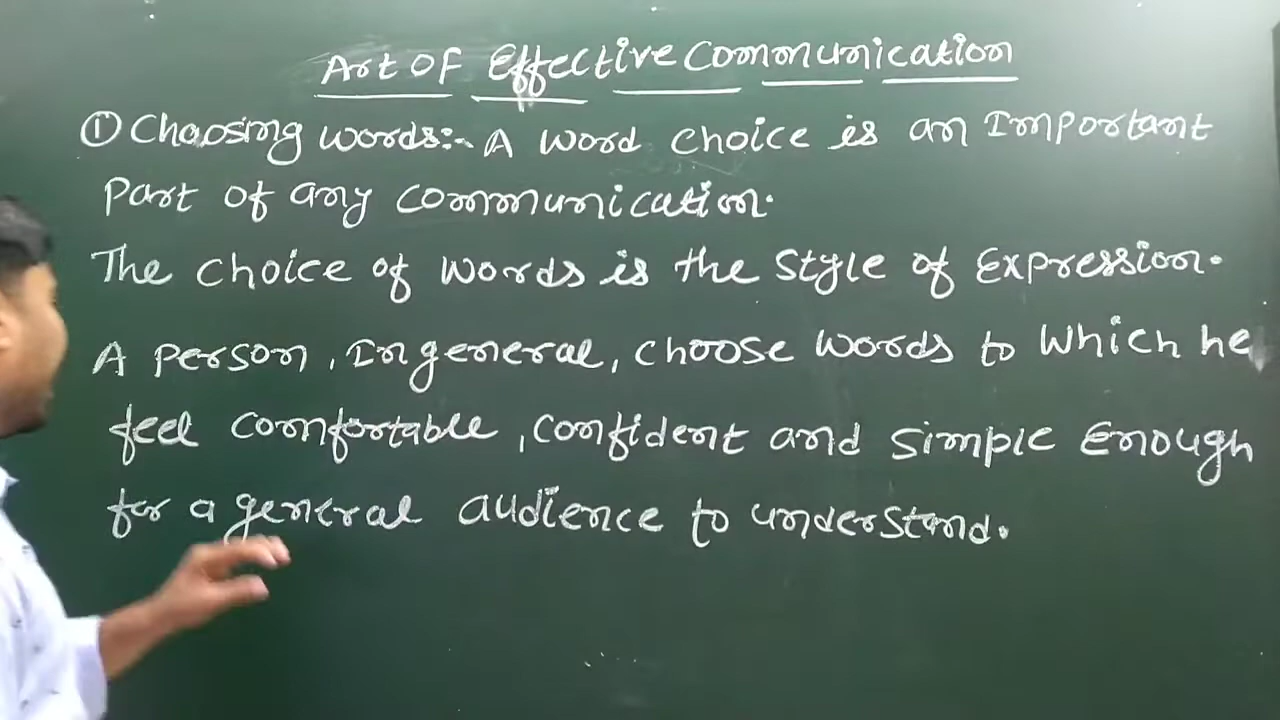 Art OF Effective Communication
① Chaosing words:- A word choice is an Important
Part of any communication.
The choice of words is the style of Expression.
A person, In general, choose words to which he
feel comfortable, confident and simple Enough
for a general audience to understand.